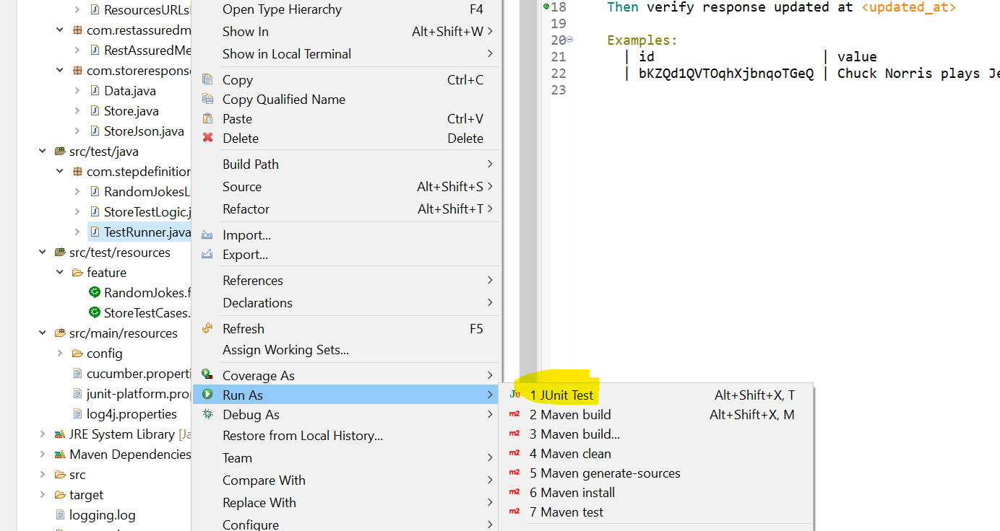 ResourcesURLs
com.restassuredm
RestAssuredMe
com.storerespons
Data.java
Store.java
StoreJson.java
src/test/java
com.stepdefinition
RandomJokesL
StoreTestLogic.j
TestRunner.java
src/test/resources
feature
RandomJokes.f
StoreTestCases.
src/main/resources
config
cucumber.properti
junit-platform.prop
log4j.properties
JRE System Library [Ja
Maven Dependencies
src
target
logging.log
Open Type Hierarchy F4
Show In Alt+Shift+W
Show in Local Terminal
Copy Ctrl+C
Copy Qualified Name
Paste Ctrl+V
Delete Delete
Build Path
Source Alt+Shift+S
Refactor Alt+Shift+T
Import...
Export...
References
Declarations
Refresh F5
Assign Working Sets...
Coverage As
Run As
Debug As
Restore from Local History...
Team
Compare With
Replace With
Configure
1 JUnit Test Alt+Shift+X, T
2 Maven build Alt+Shift+X, M
3 Maven build...
4 Maven clean
5 Maven generate-sources
6 Maven install
7 Maven test
18 Then verify response updated at <updated_at>
19
20 Examples:
21 | id | value
22 | bKZQd1QVTOqhXjbnqoTGeQ | Chuck Norris plays Je
23